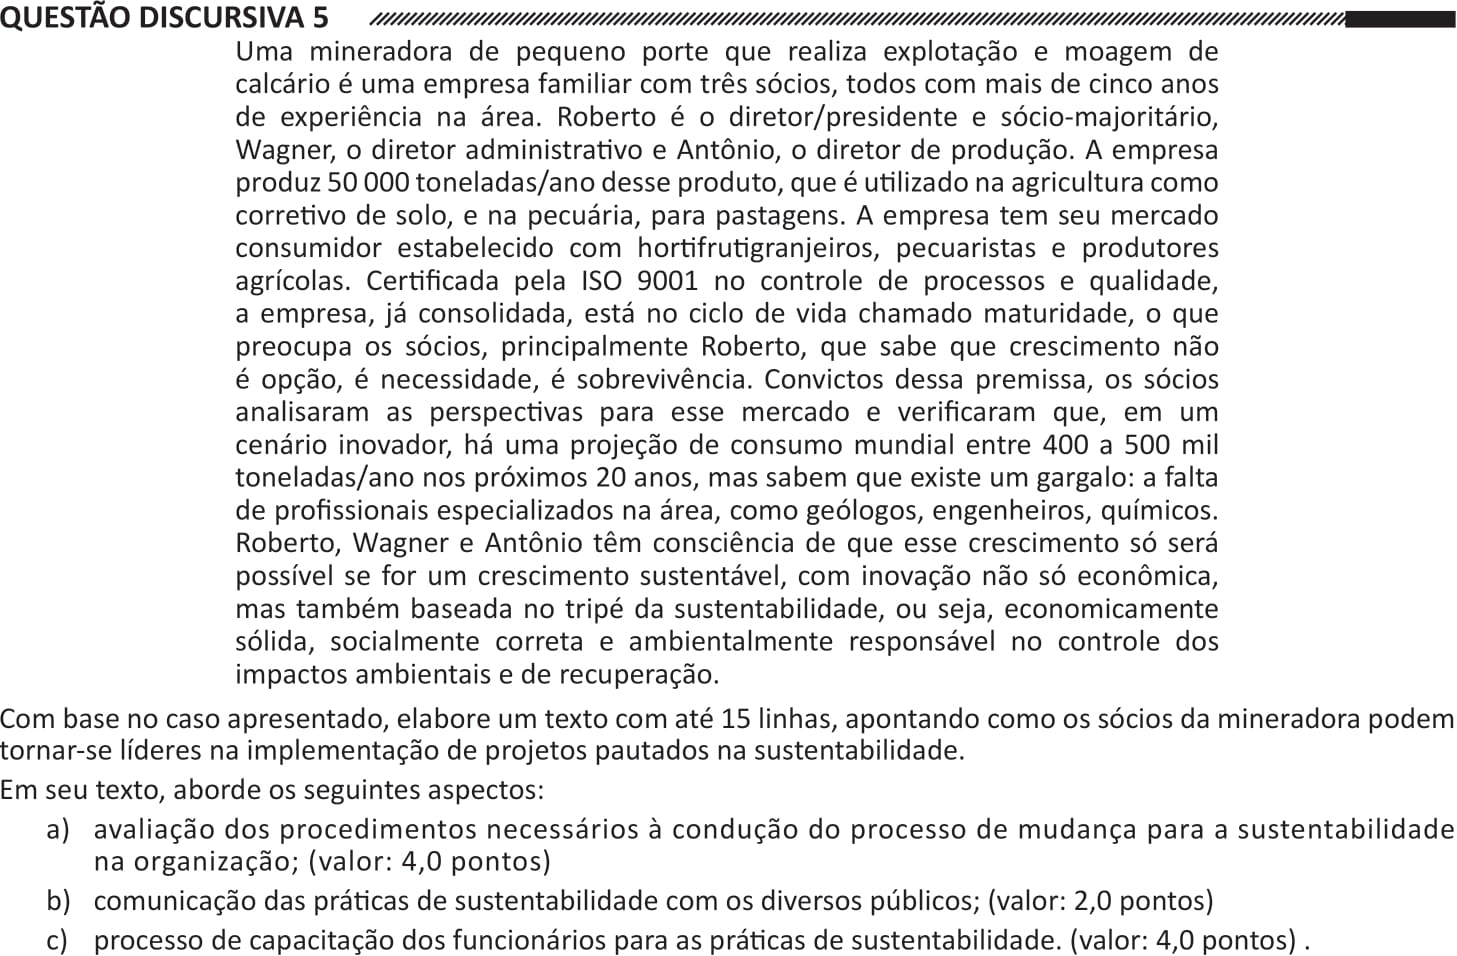 QUESTÃO DISCURSIVA 5
Uma mineradora de pequeno porte que realiza explotação e moagem de
calcário é uma empresa familiar com três sócios, todos com mais de cinco anos
de experiência na área. Roberto é o diretor/presidente e sócio-majoritário,
Wagner, o diretor administrativo e Antônio, o diretor de produção. A empresa
produz 50 000 toneladas/ano desse produto, que é utilizado na agricultura como
corretivo de solo, e na pecuária, para pastagens. A empresa tem seu mercado
consumidor estabelecido com hortifrutigranjeiros, pecuaristas e produtores
agrícolas. Certificada pela ISO 9001 no controle de processos e qualidade,
a empresa, já consolidada, está no ciclo de vida chamado maturidade, o que
preocupa os sócios, principalmente Roberto, que sabe que crescimento não
é opção, é necessidade, é sobrevivência. Convictos dessa premissa, os sócios
analisaram as perspectivas para esse mercado e verificaram que, em um
cenário inovador, há uma projeção de consumo mundial entre 400 a 500 mil
toneladas/ano nos próximos 20 anos, mas sabem que existe um gargalo: a falta
de profissionais especializados na área, como geólogos, engenheiros, químicos.
Roberto, Wagner e Antônio têm consciência de que esse crescimento só será
possível se for um crescimento sustentável, com inovação não só econômica,
mas também baseada no tripé da sustentabilidade, ou seja, economicamente
sólida, socialmente correta e ambientalmente responsável no controle dos
impactos ambientais e de recuperação.
Com base no caso apresentado, elabore um texto com até 15 linhas, apontando como os sócios da mineradora podem
tornar-se líderes na implementação de projetos pautados na sustentabilidade.
Em seu texto, aborde os seguintes aspectos:
a) avaliação dos procedimentos necessários à condução do processo de mudança para a sustentabilidade
na organização; (valor: 4,0 pontos)
b) comunicação das práticas de sustentabilidade com os diversos públicos; (valor: 2,0 pontos)
c) processo de capacitação dos funcionários para as práticas de sustentabilidade. (valor: 4,0 pontos) .